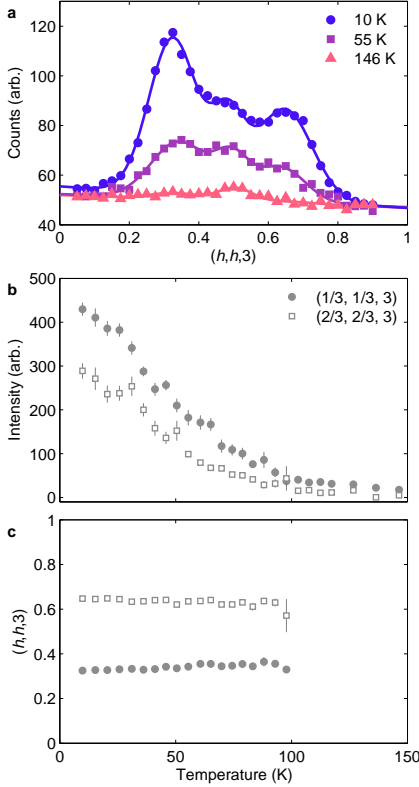 a
10 K
55 K
146 K
120
100
80
60
40
Counts (arb.)
0
0.2
0.4
0.6
0.8
1
(h,h,3)
b
500
400
300
200
100
0
Intensity (arb.)
(1/3, 1/3, 3)
(2/3, 2/3, 3)
c
1
0.8
0.6
0.4
0.2
0
(h,h,3)
0
50
100
150
Temperature (K)